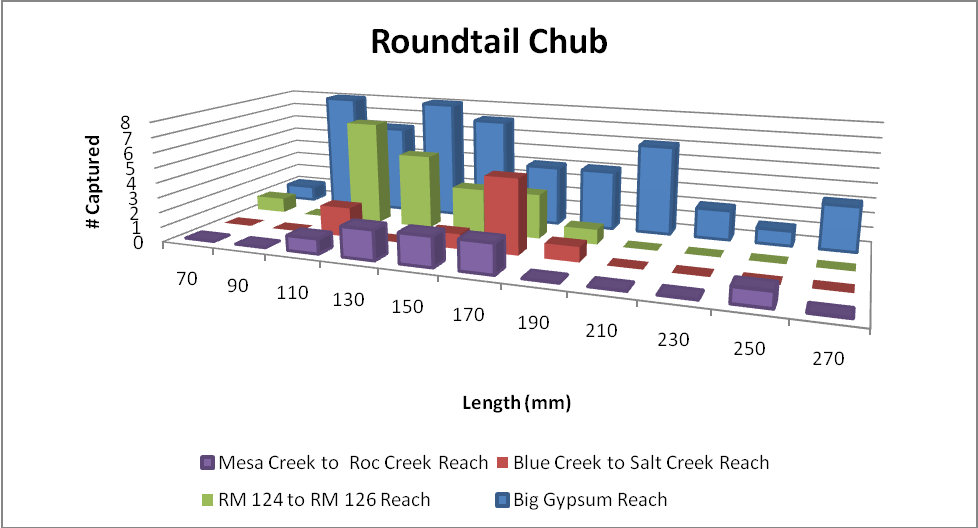 Roundtail Chub
# Captured
8
7
6
5
4
3
2
1
0
70 90 110 130 150 170 190 210 230 250 270
Length (mm)
Mesa Creek to Roc Creek Reach Blue Creek to Salt Creek Reach
RM 124 to RM 126 Reach Big Gypsum Reach